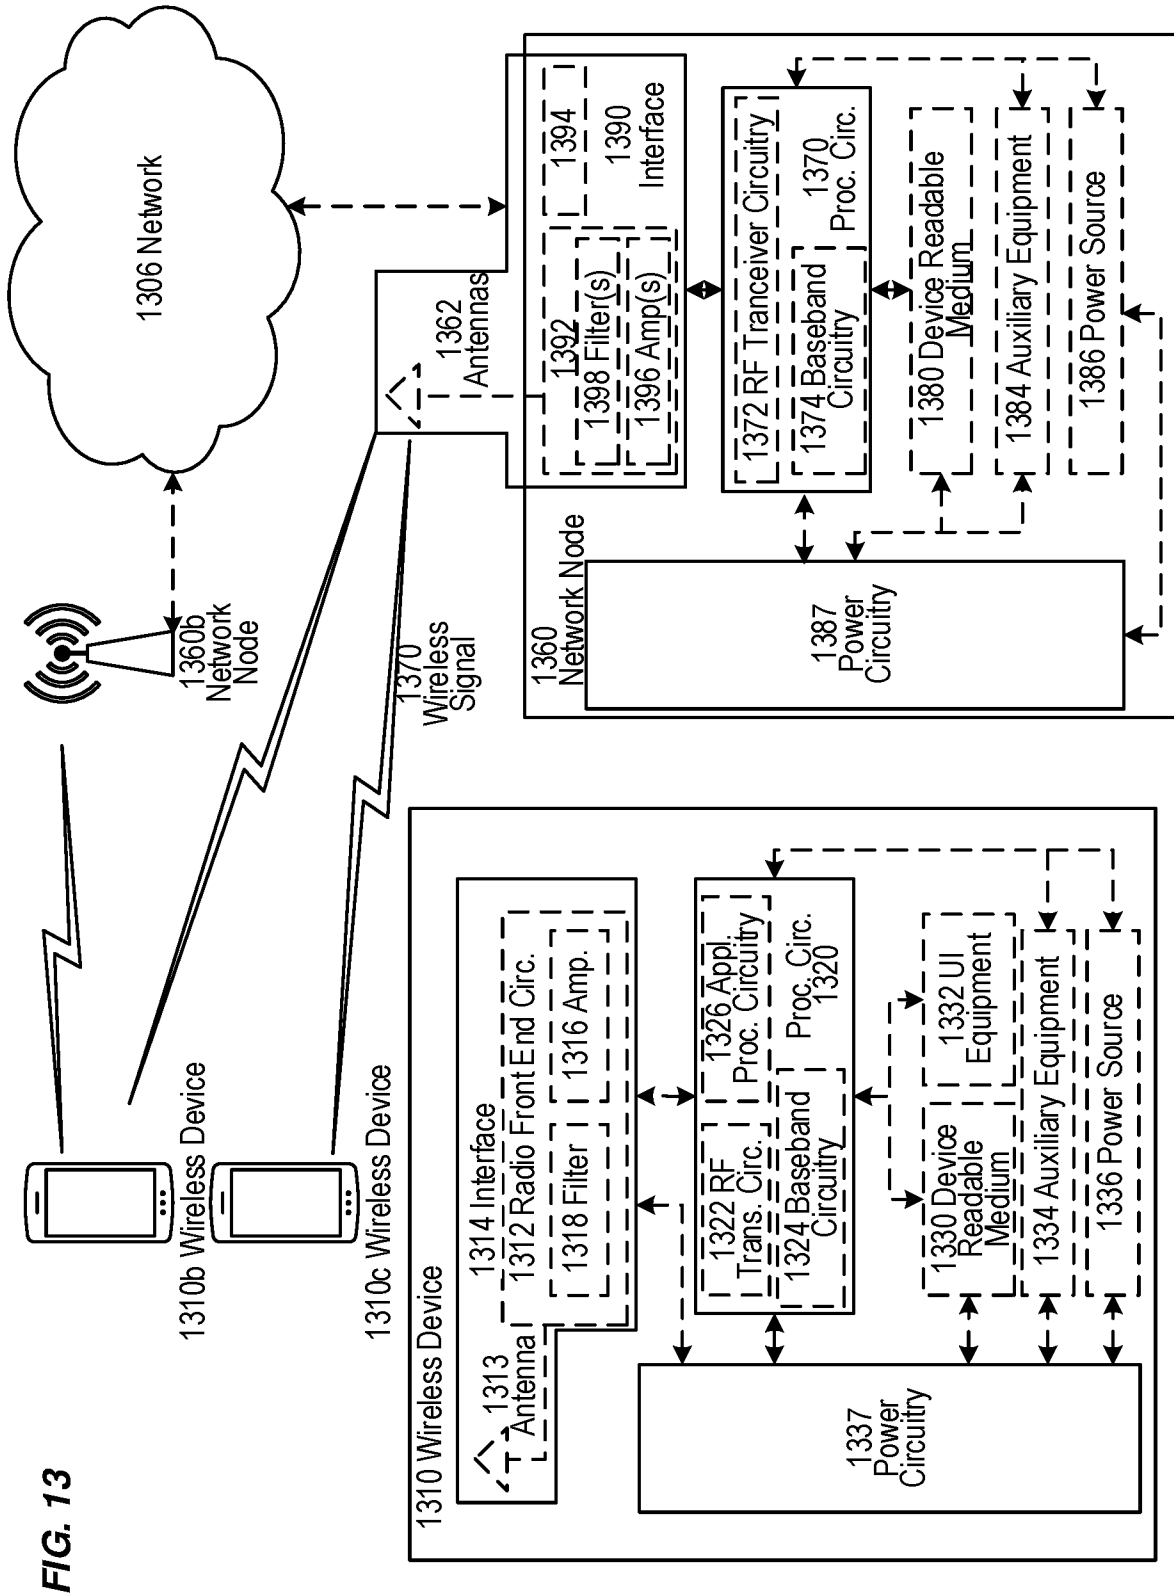 FIG. 13
1306 Network
1360b
Network
Node
1310b Wireless Device
1310c Wireless Device
1370
Wireless
Signal
1310 Wireless Device
1313
Antenna
1314 Interface
1312 Radio Front End Circ.
1318 Filter
1316 Amp.
1322 RF
Trans. Circ.
1326 Appl.
Proc. Circuitry
1324 Baseband
Circuitry
Proc. Circ.
1320
1337
Power
Circuitry
1330 Device
Readable
Medium
1332 UI
Equipment
1334 Auxiliary Equipment
1336 Power Source
1360
Network Node
1362
Antennas
1392
1398 Filter(s)
1396 Amp(s)
1394
1390
Interface
1372 RF Tranceiver Circuitry
1374 Baseband
Circuitry
1370
Proc. Circ.
1387
Power
Circuitry
1380 Device Readable
Medium
1384 Auxiliary Equipment
1386 Power Source